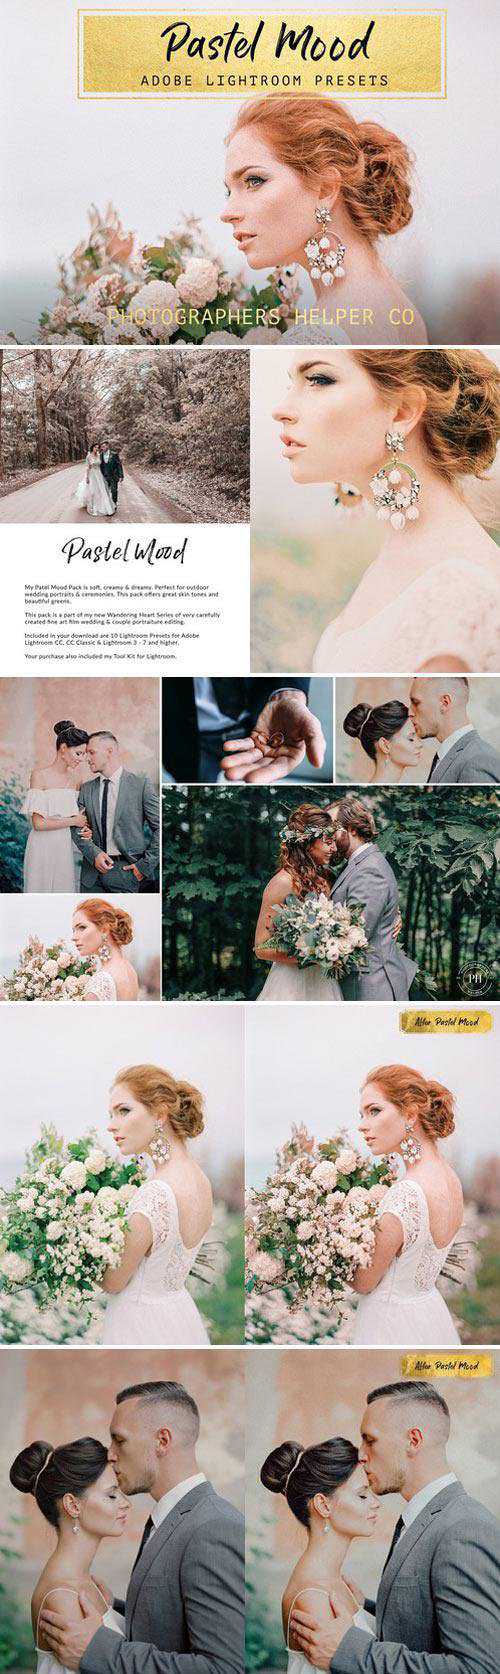 Pastel Mood
ADOBE LIGHTROOM PRESETS
PHOTOGRAPHERS HELPER CO
Pastel Mood
My Patel Mood Pack is soft, creamy & dreamy. Perfect for outdoor
wedding portraits & ceremonies. This pack offers great skin tones and
beautiful greens.
This pack is a part of my new Wandering Heart Series of very carefully
created fine art film wedding & couple portraiture editing.
Included in your download are 10 Lightroom Presets for Adobe
Lightroom CC, CC Classic & Lightroom 3 - 7 and higher.
Your purchase also included my Tool Kit for Lightroom.
PH
After Pastel Mood
After Pastel Mood